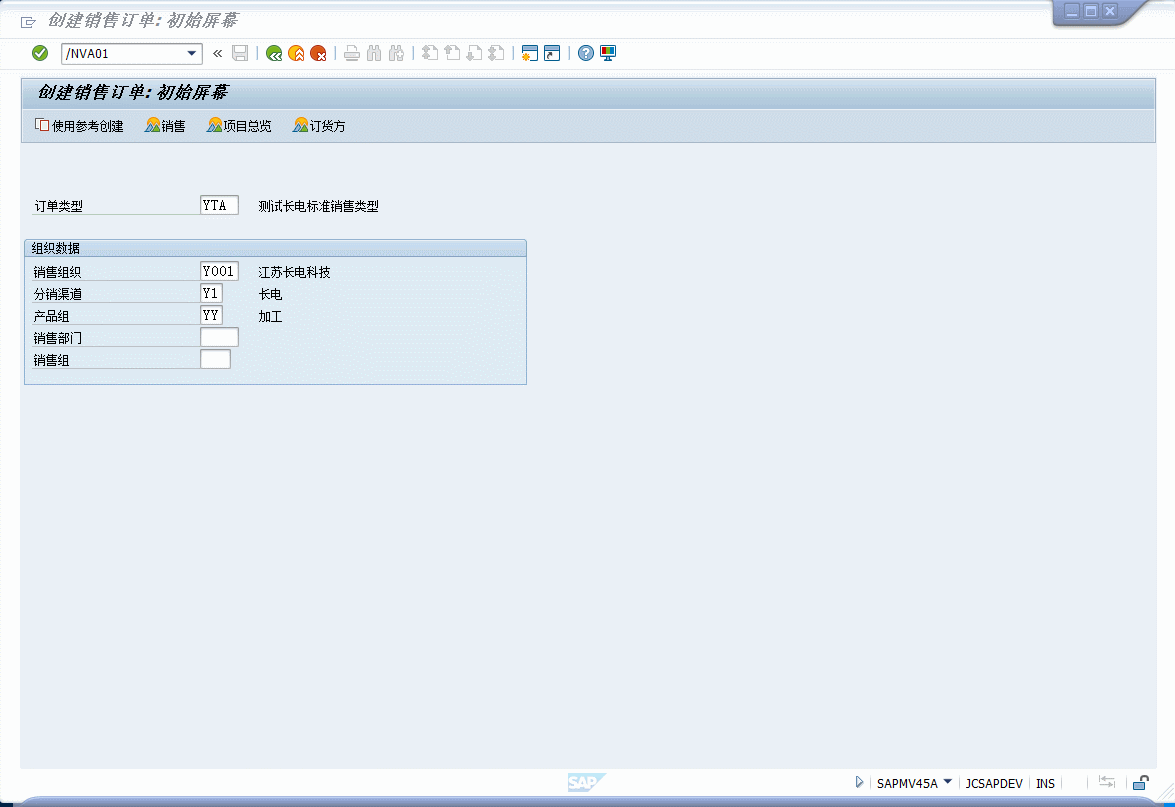 创建销售订单: 初始屏幕
/NVA01
创建销售订单: 初始屏幕
使用参考创建 销售 项目总览 订货方
订单类型 YTA 测试长电标准销售类型
组织数据
销售组织 Y001 江苏长电科技
分销渠道 Y1 长电
产品组 YY 加工
销售部门
销售组
SAP SAPMV45A JCSAPDEV INS